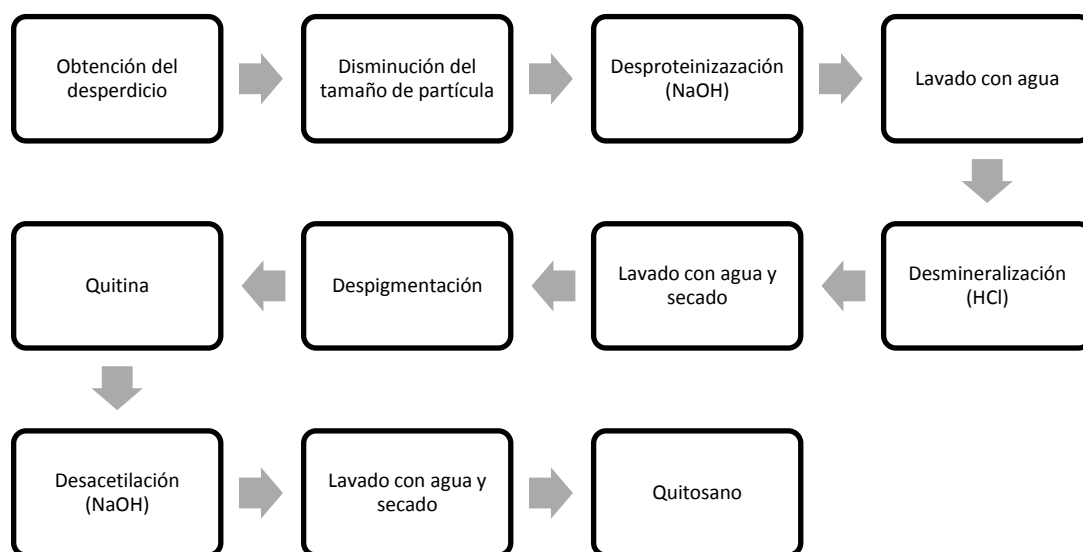 Obtención del
desperdicio
Disminución del
tamaño de partícula
Desproteinizazación
(NaOH)
Lavado con agua
Desmineralización
(HCl)
Lavado con agua y
secado
Despigmentación
Quitina
Desacetilación
(NaOH)
Lavado con agua y
secado
Quitosano